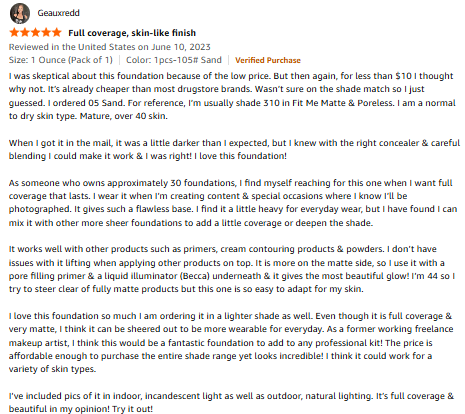 Geauxredd
Full coverage, skin-like finish
Reviewed in the United States on June 10, 2023
Size: 1 Ounce (Pack of 1) | Color: 1pcs-105# Sand | Verified Purchase
I was skeptical about this foundation because of the low price. But then again, for less than $10 I thought
why not. It's already cheaper than most drugstore brands. Wasn't sure on the shade match so I just
guessed. I ordered 05 Sand. For reference, I'm usually shade 310 in Fit Me Matte & Poreless. I am a normal
to dry skin type. Mature, over 40 skin.
When I got it in the mail, it was a little darker than I expected, but I knew with the right concealer & careful
blending I could make it work & I was right! I love this foundation!
As someone who owns approximately 30 foundations, I find myself reaching for this one when I want full
coverage that lasts. I wear it when I'm creating content & special occasions where I know I'll be
photographed. It gives such a flawless base. I find it a little heavy for everyday wear, but I have found I can
mix it with other more sheer foundations to add a little coverage or deepen the shade.
It works well with other products such as primers, cream contouring products & powders. I don't have
issues with it lifting when applying other products on top. It is more on the matte side, so I use it with a
pore filling primer & a liquid illuminator (Becca) underneath & it gives the most beautiful glow! I'm 44 so I
try to steer clear of fully matte products but this one is so easy to adapt for my skin.
I love this foundation so much I am ordering it in a lighter shade as well. Even though it is full coverage &
very matte, I think it can be sheered out to be more wearable for everyday. As a former working freelance
makeup artist, I think this would be a fantastic foundation to add to any professional kit! The price is
affordable enough to purchase the entire shade range yet looks incredible! I think it could work for a
variety of skin types.
I've included pics of it in indoor, incandescent light as well as outdoor, natural lighting. It's full coverage &
beautiful in my opinion! Try it out!